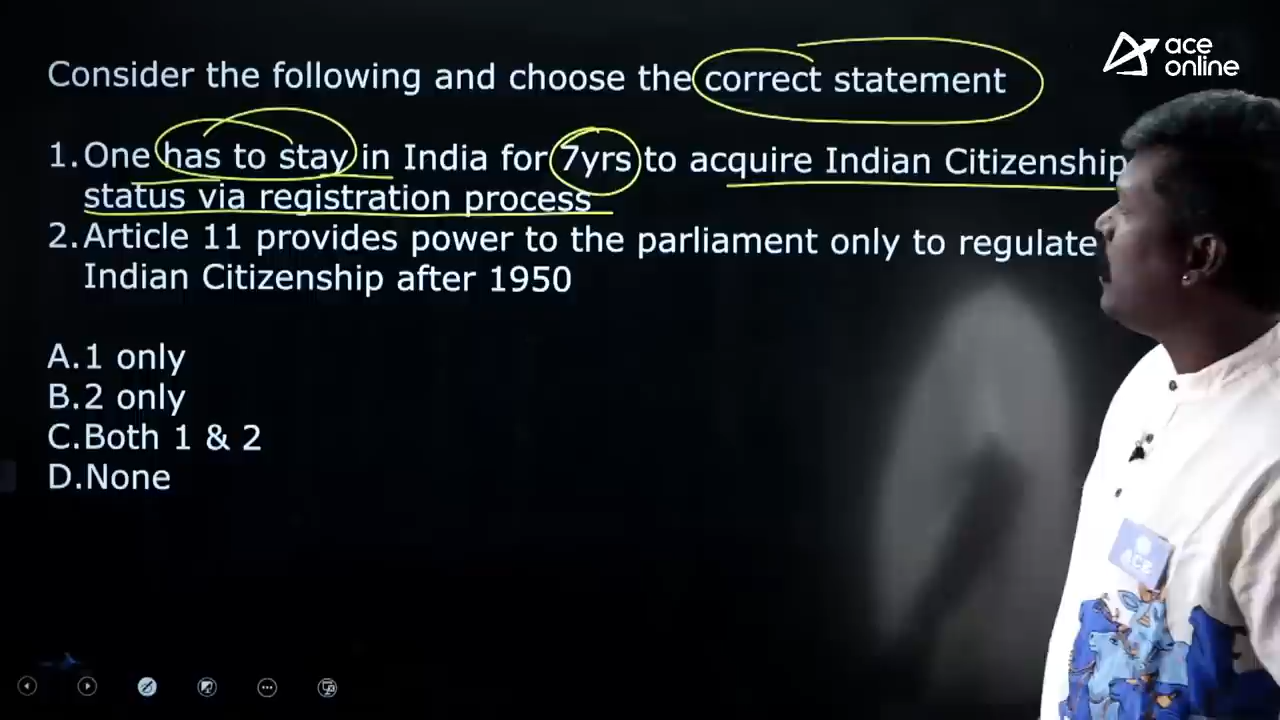 ace
online
Consider the following and choose the correct statement
1. One has to stay in India for 7yrs to acquire Indian Citizenship
status via registration process
2. Article 11 provides power to the parliament only to regulate
Indian Citizenship after 1950
A. 1 only
B. 2 only
C. Both 1 & 2
D. None
ACE